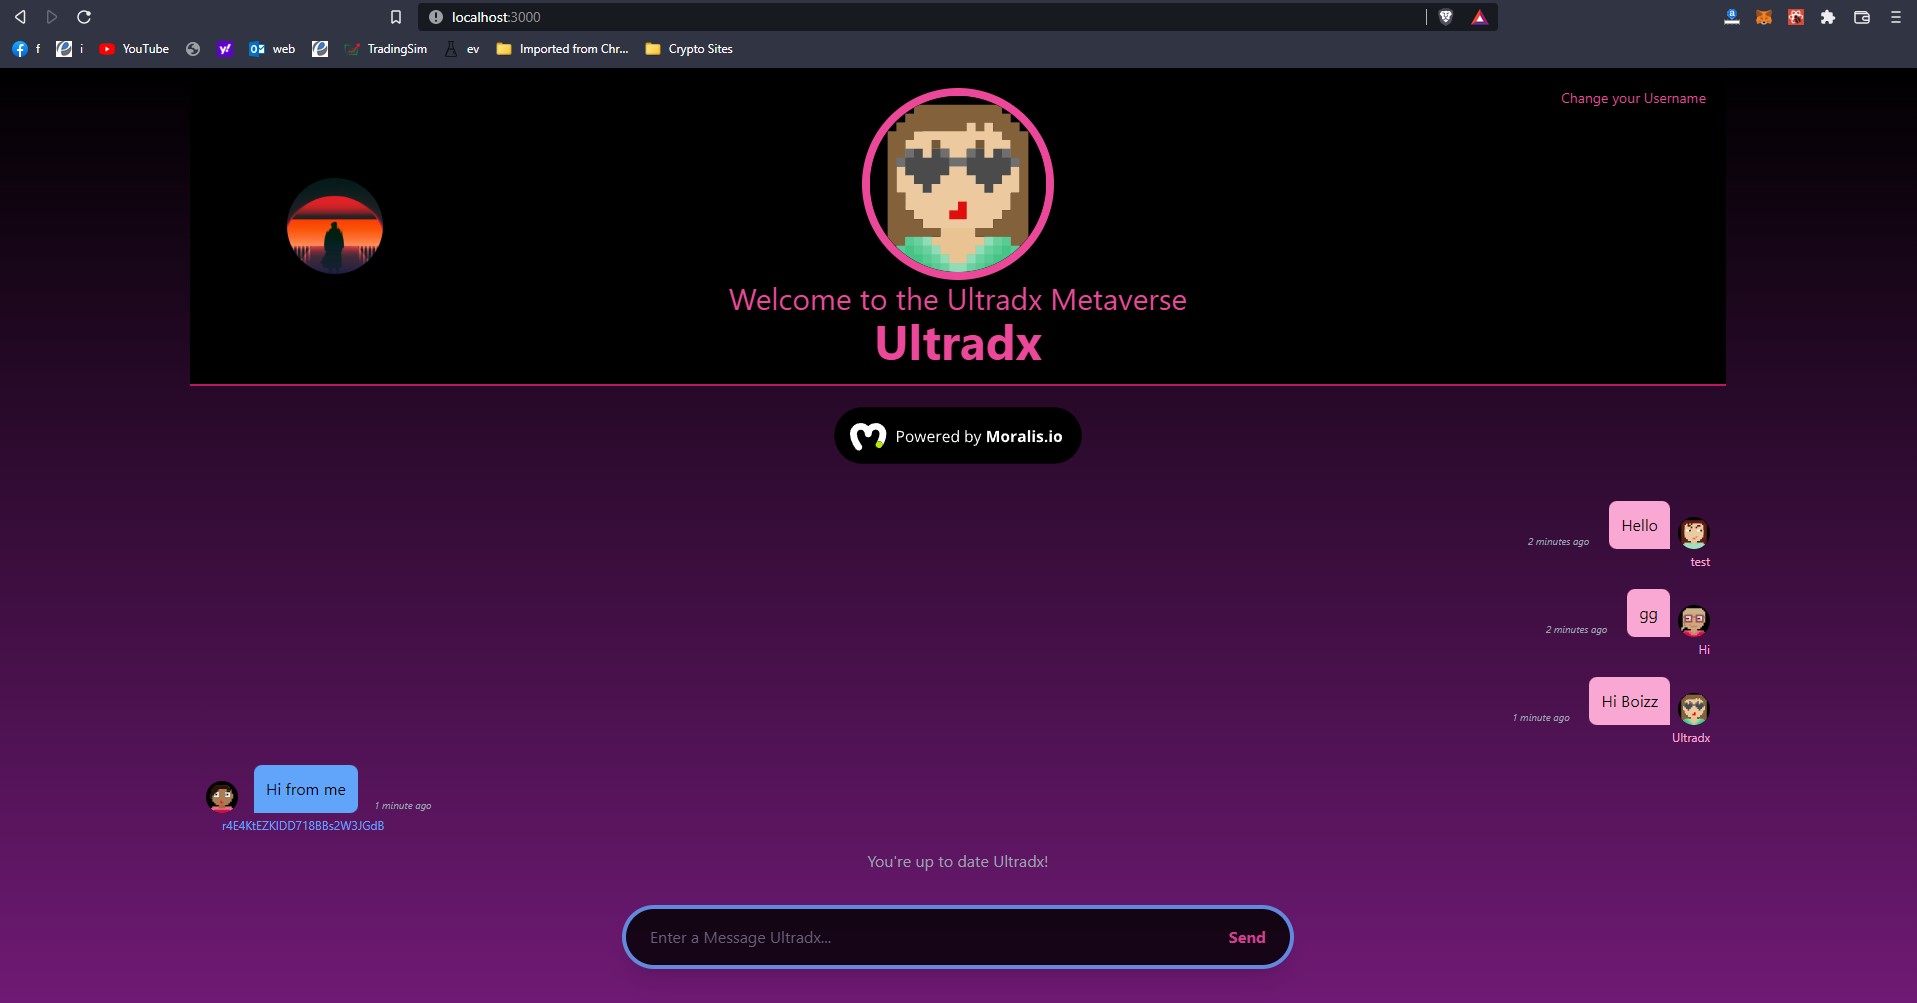 localhost:3000
f
i
YouTube
web
TradingSim
ev
Imported from Chr...
Crypto Sites
Change your Username
Welcome to the Ultradx Metaverse
Ultradx
Powered by Moralis.io
Hello
2 minutes ago
test
gg
2 minutes ago
Hi
Hi Boizz
1 minute ago
Ultradx
Hi from me
1 minute ago
You're up to date Ultradx!
Enter a Message Ultradx...
Send